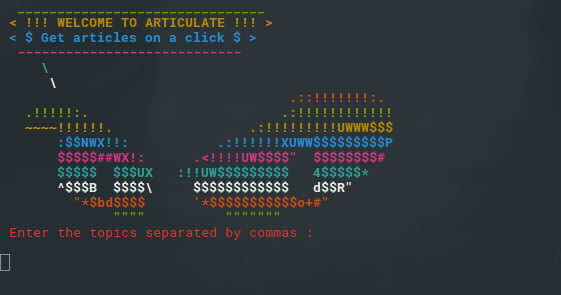 _______________________________
< !!! WELCOME TO ARTICULATE !!! >
< $ Get articles on a click $ >
-----------------------------
\
\
.::!!!!!!!:.
.!!!!!:. .:!!!!!!!!!!!!
~~~~!!!!!!. .:!!!!!!!!!UWWW$$$
:$$NWX!!: .:!!!!!!XUWW$$$$$$$$$P
$$$$$##WX!: .<!!!!UW$$$$" $$$$$$$$#
$$$$$ $$$UX :!!UW$$$$$$$$$ 4$$$$$*
^$$$B $$$$\ $$$$$$$$$$$$ d$$R"
"*$bd$$$$ '*$$$$$$$$$$$o+#"
"""" """""""
Enter the topics separated by commas :